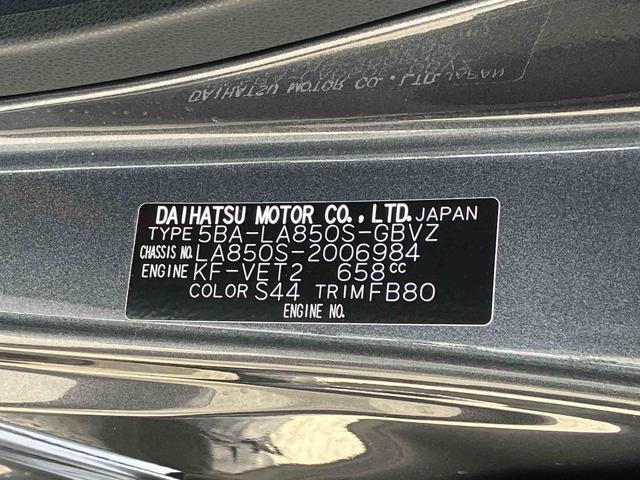 DAIHATSU MOTOR CO.,LTD. JAPAN
TYPE 5BA-LA850S-GBVZ
CHASSIS NO. LA850S-2006984
ENGINE KF-VET2 658cc
COLOR S44 TRIM FB80
ENGINE NO.